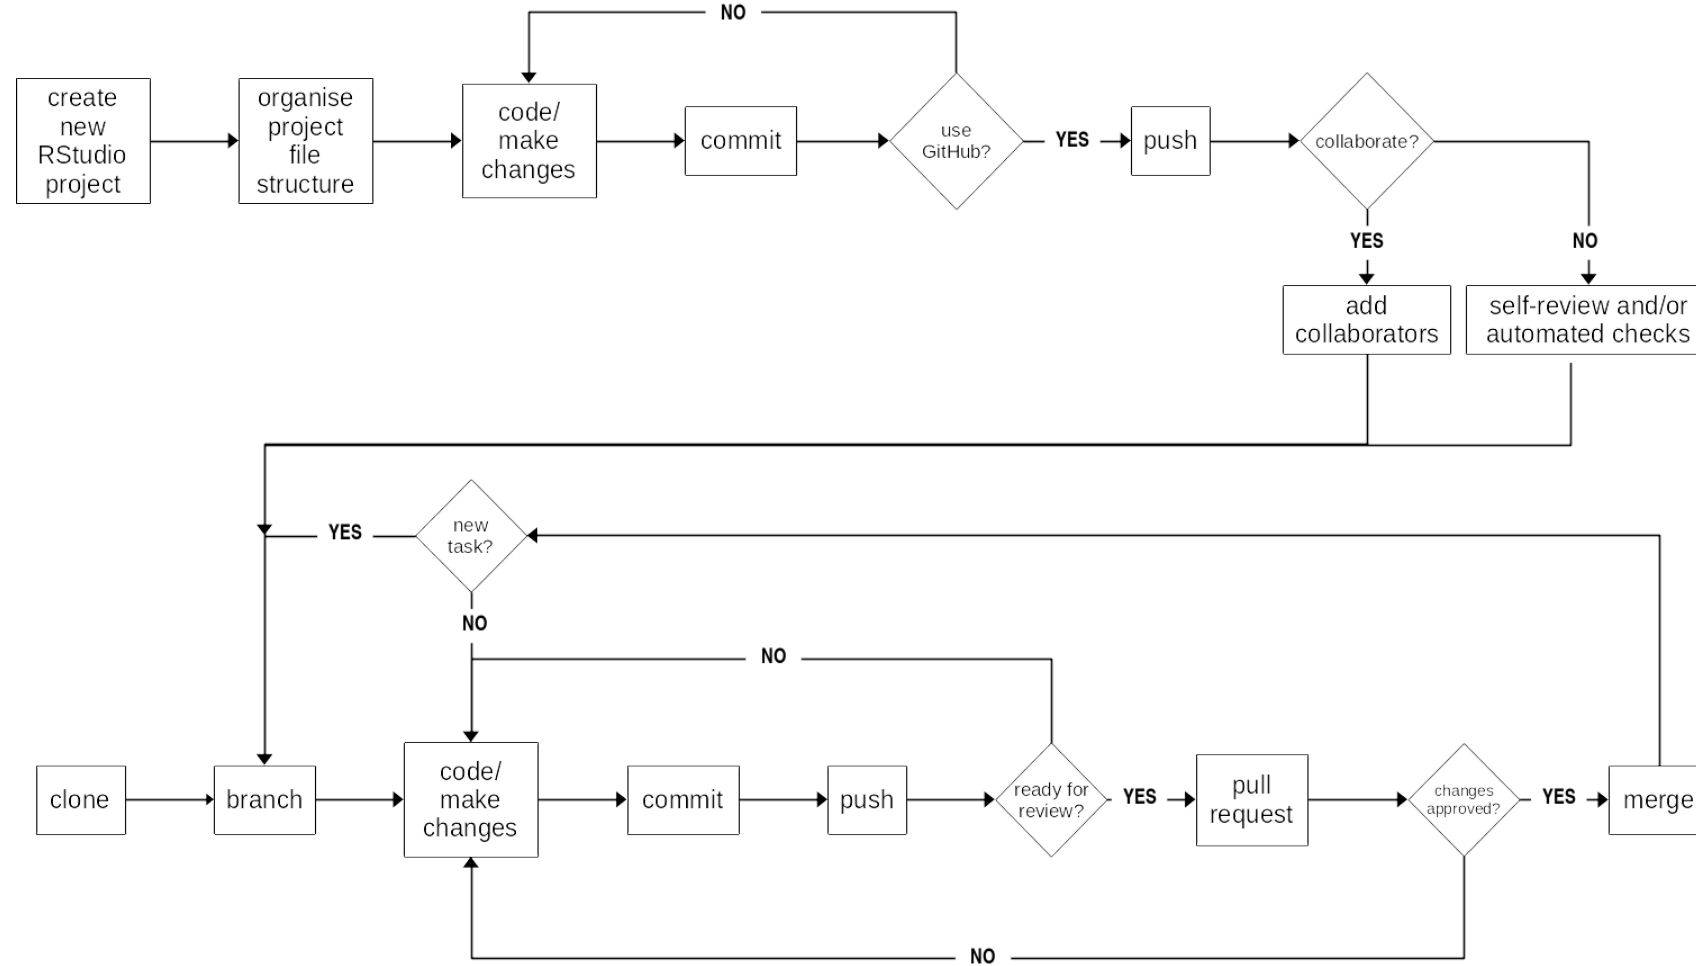 NO
create
new
RStudio
project
organise
project
file
structure
code/
make
changes
commit
use
GitHub?
YES
push
collaborate?
YES
NO
add
collaborators
self-review and/or
automated checks
new
task?
YES
NO
NO
clone
branch
code/
make
changes
commit
push
ready for
review?
YES
pull
request
changes
approved?
YES
merge
NO